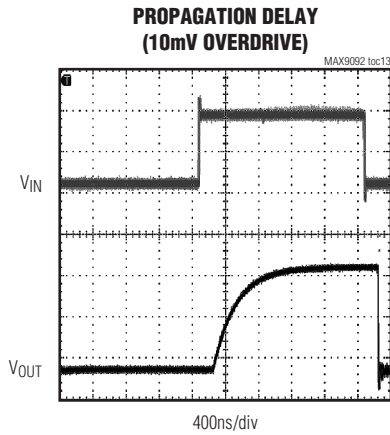 PROPAGATION DELAY
(10mV OVERDRIVE)
MAX9092 toc13
T
VIN
VOUT
400ns/div